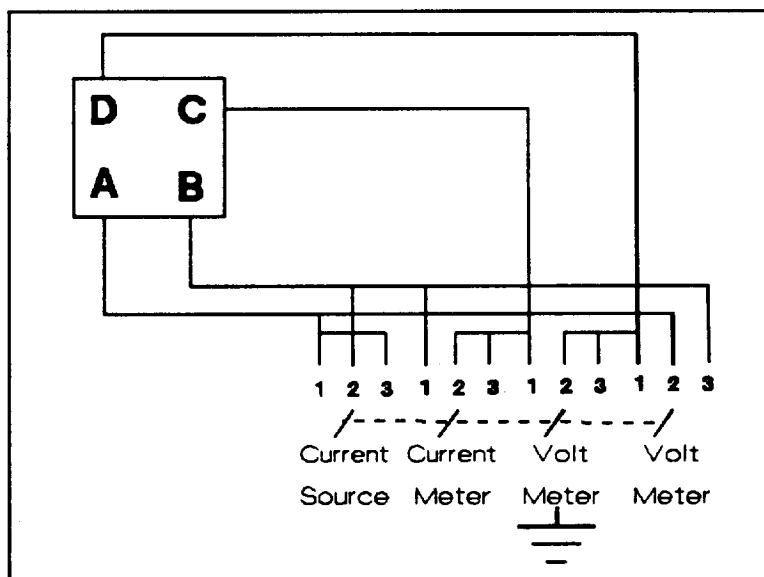 D C
A B
1 2 3 1 2 3 1 2 3 1 2 3
Current Current Volt Volt
Source Meter Meter Meter